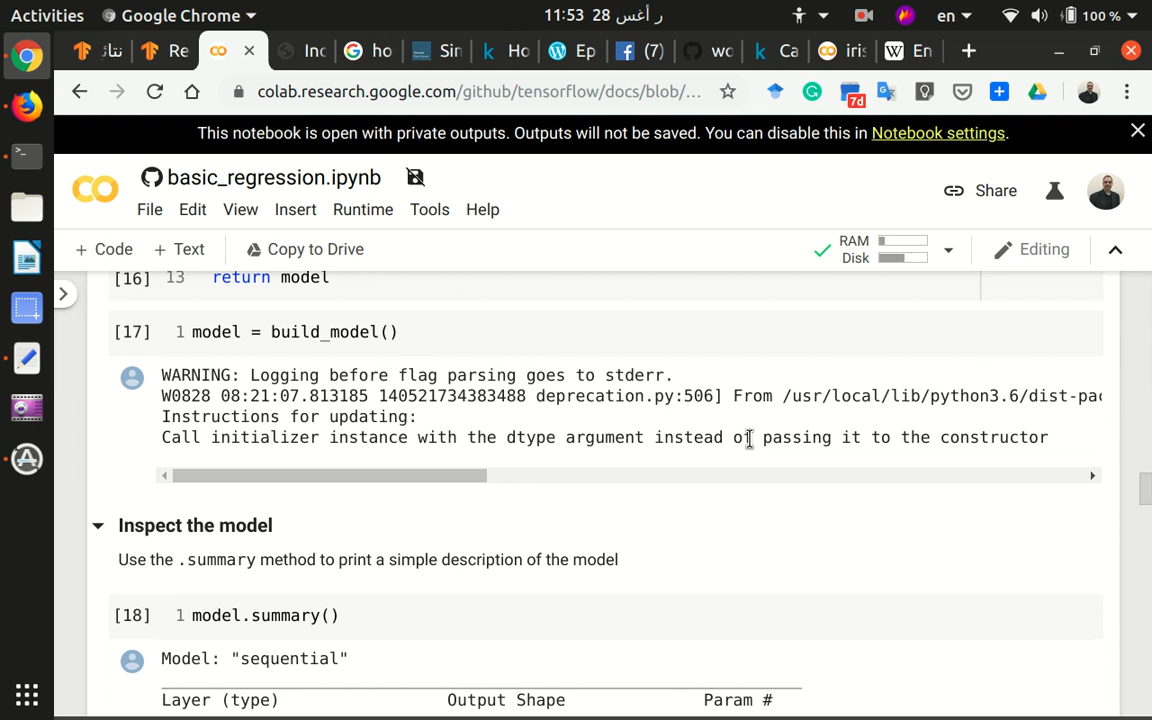 Activities Google Chrome ر أغس 28 11:53 en 100 %
نتائ Re Inc ho Sin Ho Ep (7) wo Ca iris En
colab.research.google.com/github/tensorflow/docs/blob/... 7d
This notebook is open with private outputs. Outputs will not be saved. You can disable this in Notebook settings.
basic_regression.ipynb
Share
File Edit View Insert Runtime Tools Help
+ Code + Text Copy to Drive RAM Disk Editing
[16] 13 return model
[17] 1 model = build_model()
WARNING: Logging before flag parsing goes to stderr.
W0828 08:21:07.813185 140521734383488 deprecation.py:506] From /usr/local/lib/python3.6/dist-pac
Instructions for updating:
Call initializer instance with the dtype argument instead of passing it to the constructor
Inspect the model
Use the .summary method to print a simple description of the model
[18] 1 model.summary()
Model: "sequential"
Layer (type) Output Shape Param #